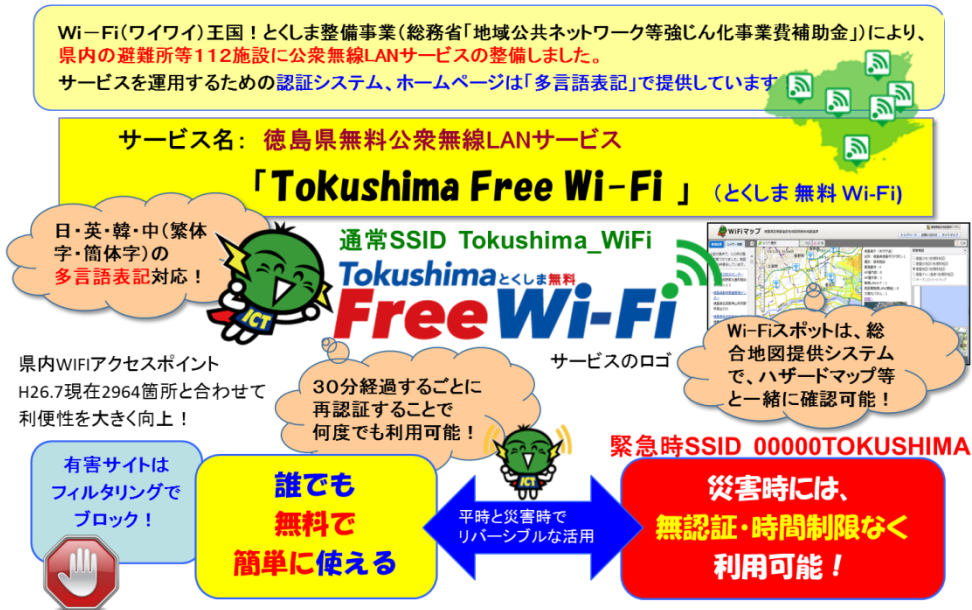 Wi－Fi(ワイワイ)王国！とくしま整備事業(総務省「地域公共ネットワーク等強じん化事業費補助金」)により、
県内の避難所等112施設に公衆無線LANサービスの整備しました。
サービスを運用するための認証システム、ホームページは「多言語表記」で提供しています
サービス名： 徳島県無料公衆無線LANサービス
「Tokushima Free Wi-Fi 」 （とくしま 無料 Wi-Fi)
日・英・韓・中(繁体
字・簡体字)の
多言語表記対応！
通常SSID Tokushima_WiFi
Tokushima とくしま無料
Free Wi-Fi
ICT
サービスのロゴ
WiFiマップ
Wi-Fiスポットは、総
合地図提供システム
で、ハザードマップ等
と一緒に確認可能！
県内WIFIアクセスポイント
H26.7現在2964箇所と合わせて
利便性を大きく向上！
30分経過するごとに
再認証することで
何度でも利用可能！
ICT
緊急時SSID 00000TOKUSHIMA
有害サイトは
フィルタリングで
ブロック！
誰でも
無料で
簡単に使える
平時と災害時で
リバーシブルな活用
災害時には、
無認証・時間制限なく
利用可能！